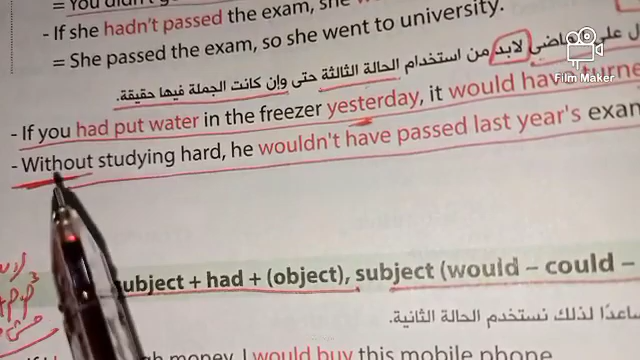 = You didn't
- If she hadn't passed the exam, she
= She passed the exam, so she went to university.
ل على الماضي لابد من استخدام الحالة الثالثة حتى وإن كانت الجملة فيها حقيقة.
Film Maker
- If you had put water in the freezer yesterday, it would have turne
- Without studying hard, he wouldn't have passed last year's exam
ubject + had + (object), subject (would – could –
ساعدًا لذلك نستخدم الحالة الثانية.
gh money, I would buy this mobile phone